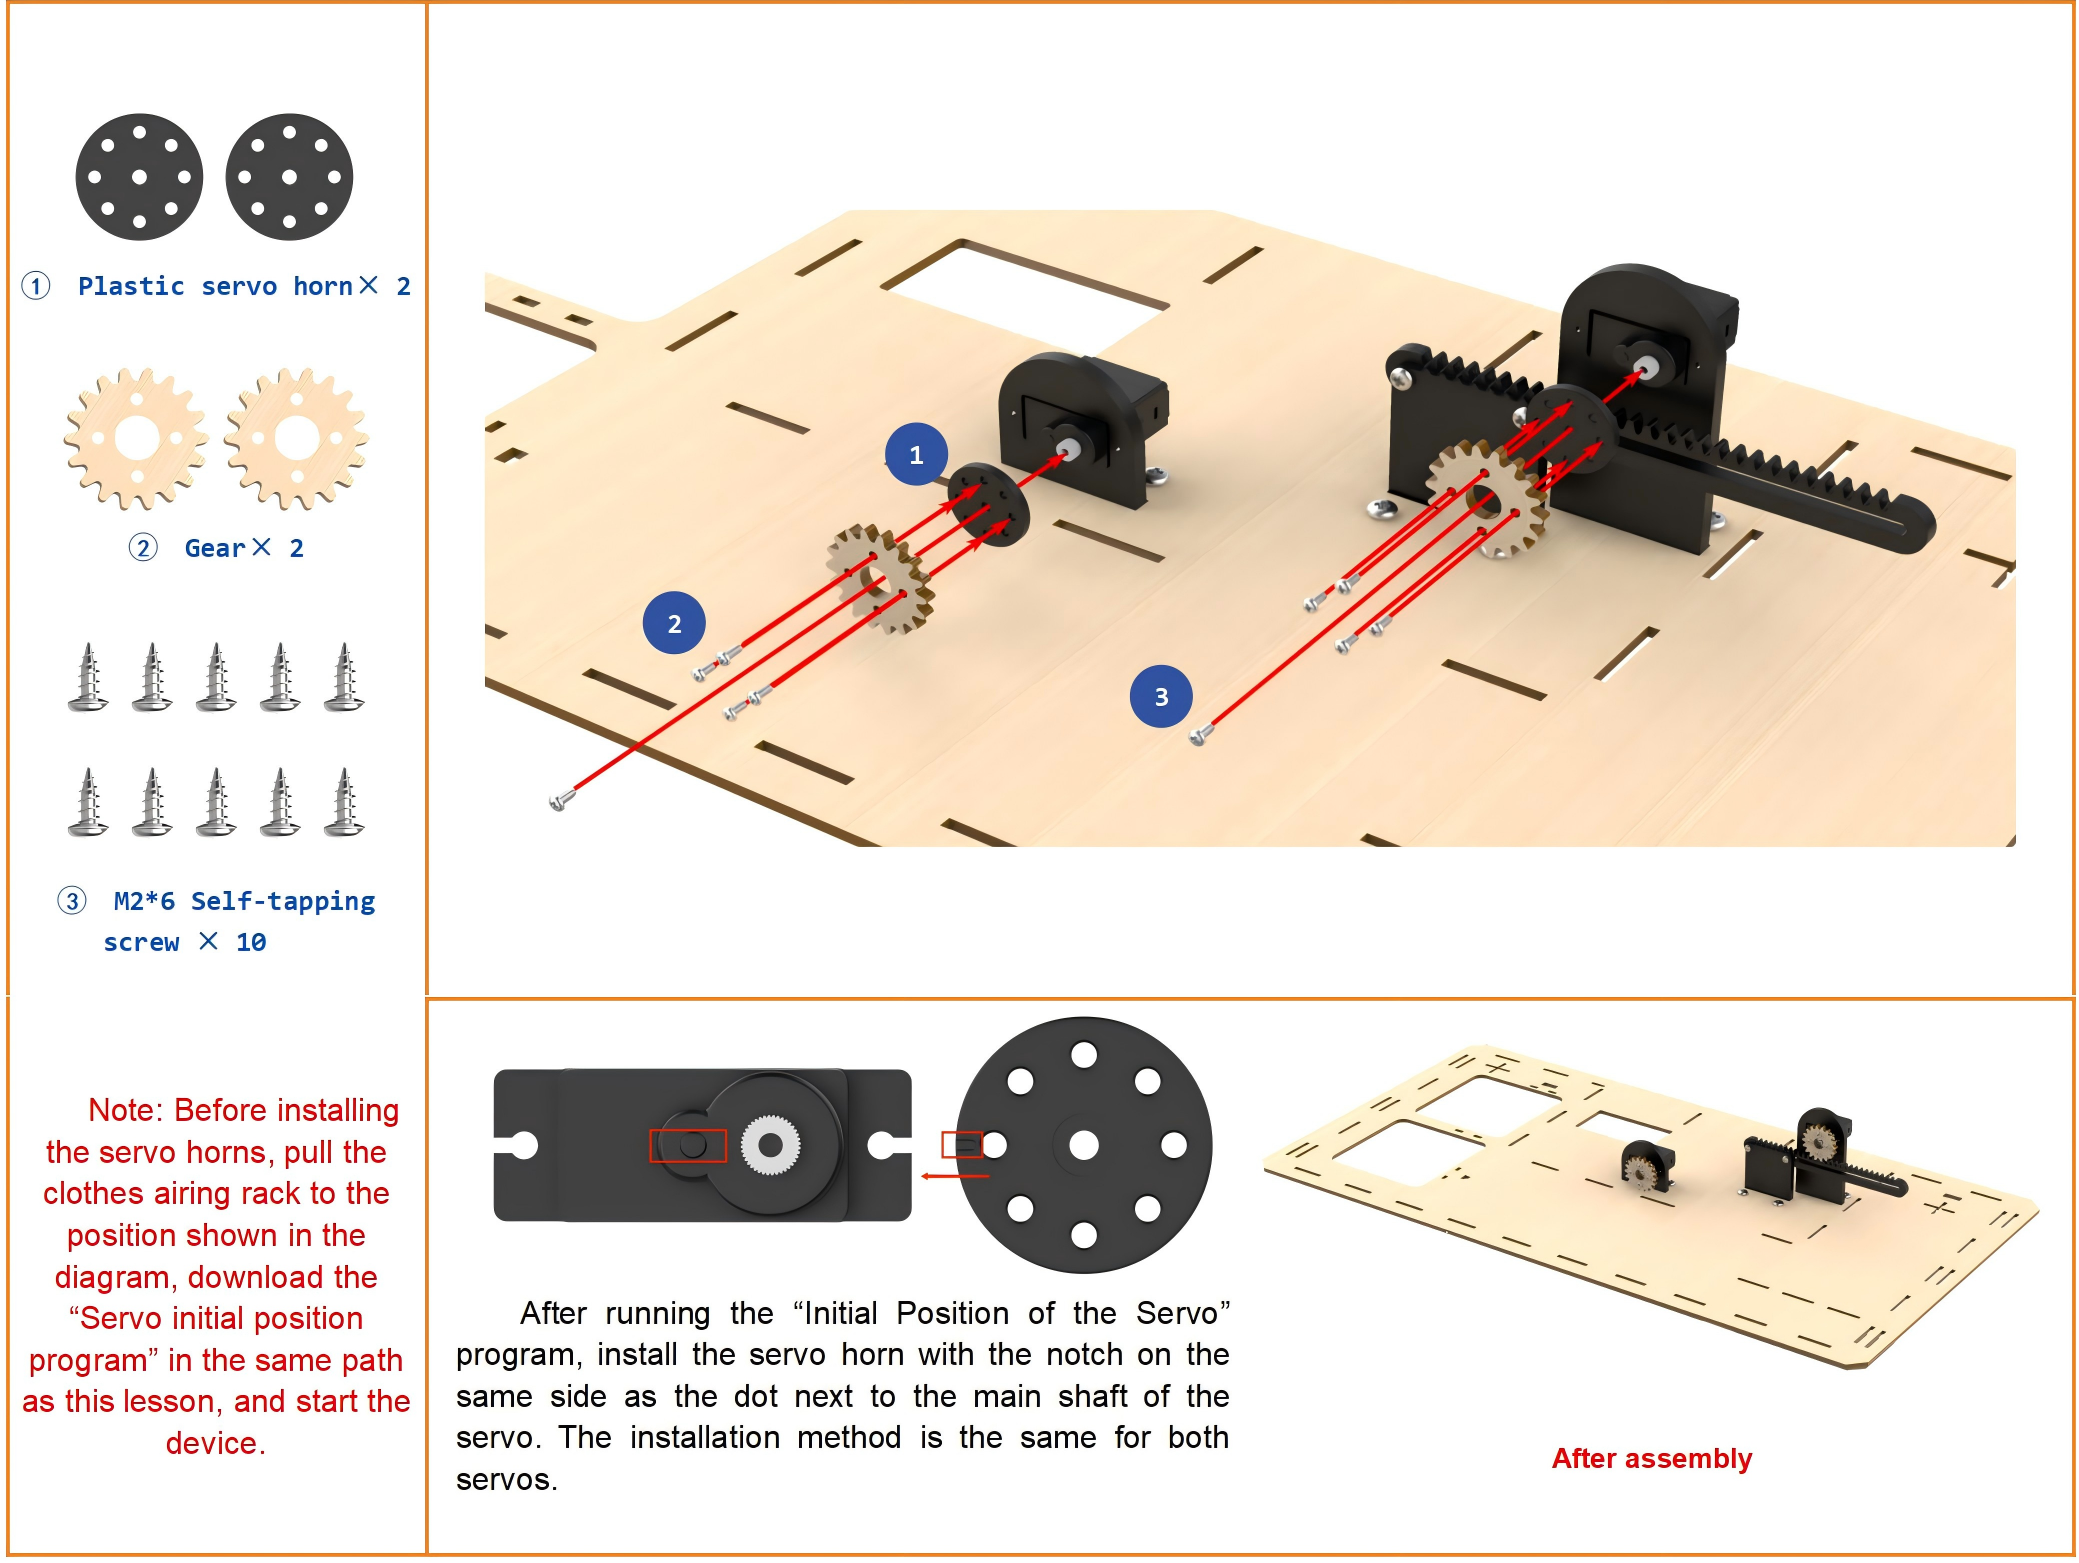 ① Plastic servo horn× 2
② Gear× 2
③ M2*6 Self-tapping
screw × 10
1
2
3
Note: Before installing
the servo horns, pull the
clothes airing rack to the
position shown in the
diagram, download the
“Servo initial position
program” in the same path
as this lesson, and start the
device.
After running the “Initial Position of the Servo”
program, install the servo horn with the notch on the
same side as the dot next to the main shaft of the
servo. The installation method is the same for both
servos.
After assembly